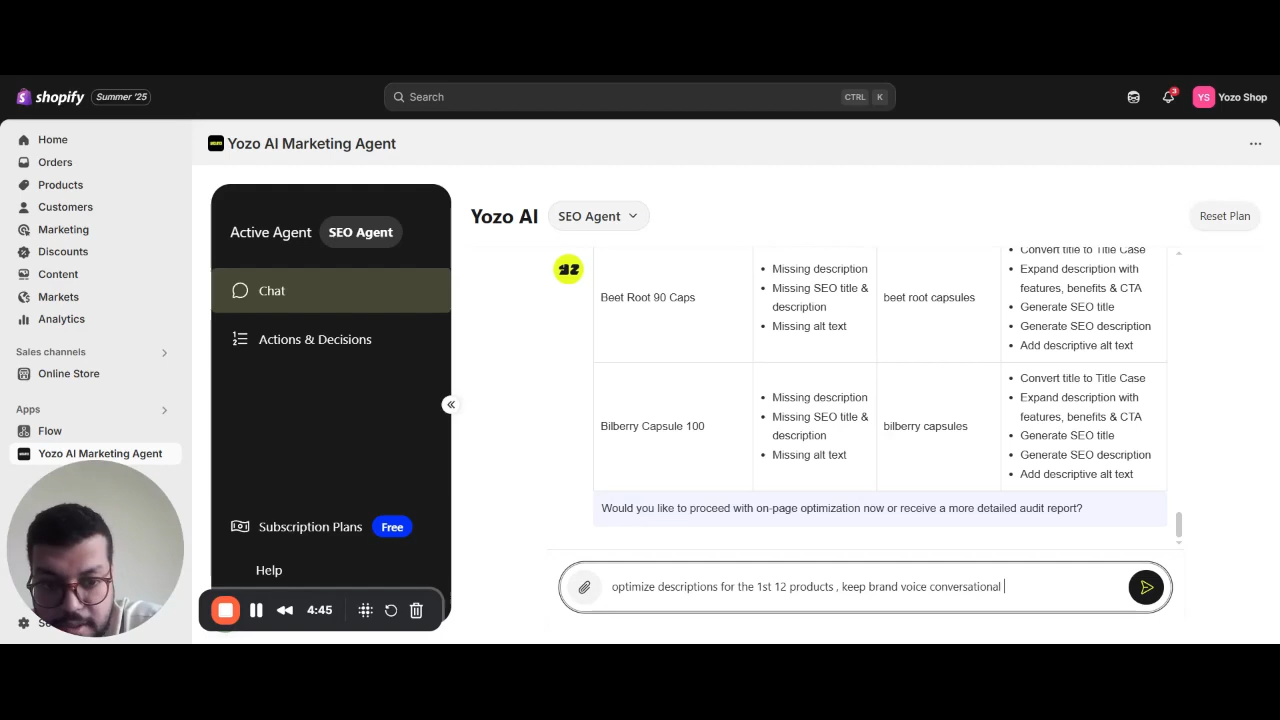 shopify Summer '25
Search CTRL K
3 YS Yozo Shop
Home
Orders
Products
Customers
Marketing
Discounts
Content
Markets
Analytics
Sales channels
Online Store
Apps
Flow
Yozo AI Marketing Agent
Yozo AI Marketing Agent
Active Agent SEO Agent
Chat
Actions & Decisions
Subscription Plans Free
Help
4:45
Yozo AI SEO Agent Reset Plan
Beet Root 90 Caps
• Missing description
• Missing SEO title &
description
• Missing alt text
beet root capsules
Convert title to Title Case
• Expand description with
features, benefits & CTA
• Generate SEO title
• Generate SEO description
• Add descriptive alt text
Bilberry Capsule 100
• Missing description
• Missing SEO title &
description
• Missing alt text
bilberry capsules
• Convert title to Title Case
• Expand description with
features, benefits & CTA
• Generate SEO title
• Generate SEO description
• Add descriptive alt text
Would you like to proceed with on-page optimization now or receive a more detailed audit report?
optimize descriptions for the 1st 12 products , keep brand voice conversational